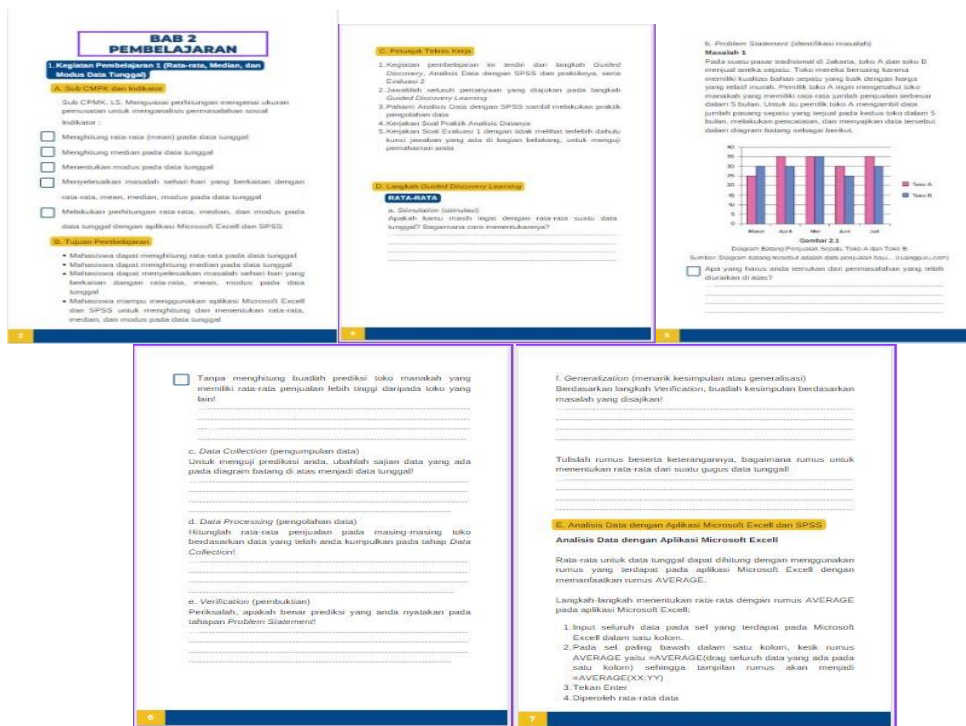 BAB 2
PEMBELAJARAN
1. Kegiatan Pembelajaran 1 (Rata-rata, Median, dan
Modus Data Tunggal)
A. Sub CMPK dan Indikator
Sub CPMK: LS. Menguasai perhitungan mengenai ukuran
pemusatan untuk menganalisis permasalahan sosial
Indikator :
Menghitung rata-rata (mean) pada data tunggal
Menghitung median pada data tunggal
Menentukan modus pada data tunggal
Menyelesaikan masalah sehari-hari yang berkaitan dengan
rata-rata, mean, median, modus pada data tunggal
Melakukan perhitungan rata-rata, median, dan modus pada
data tunggal dengan aplikasi Microsoft Excell dan SPSS
B. Tujuan Pembelajaran
• Mahasiswa dapat menghitung rata-rata pada data tunggal
• Mahasiswa dapat menghitung median pada data tunggal
• Mahasiswa dapat menyelesaikan masalah sehari-hari yang
berkaitan dengan rata-rata, mean, modus pada data
tunggal
• Mahasiswa mampu menggunakan aplikasi Microsoft Excell
dan SPSS untuk menghitung dan menentukan rata-rata,
median, dan modus pada data tunggal
C. Petunjuk Teknis Kerja
1. Kegiatan pembelajaran ini terdiri dari langkah Guided
Discovery, Analisis Data dengan SPSS dan praktiknya, serta
Evaluasi 2
2. Jawablah seluruh pertanyaan yang diajukan pada langkah
Guided Discovery Learning
3. Pahami Analisis Data dengan SPSS sambil melakukan praktik
pengolahan data
4. Kerjakan Soal Praktik Analisis Datanya
5. Kerjakan Soal Evaluasi 1 dengan tidak melihat terlebih dahulu
kunci jawaban yang ada di bagian belakang, untuk menguji
pemahaman anda
D. Langkah Guided Discovery Learning
RATA-RATA
a. Stimulation (stimulasi)
Apakah kamu masih ingat dengan rata-rata suatu data
tunggal? Bagaimana cara menentukannya?
4
b. Problem Statement (identifikasi masalah)
Masalah 1
Pada suatu pasar tradisional di Jakarta, toko A dan toko B
menjual aneka sepatu. Toko mereka bersaing karena
memiliki kualitas bahan sepatu yang baik dengan harga
yang relatif murah. Pemilik toko A ingin mengetahui toko
manakah yang memiliki rata-rata jumlah penjualan terbesar
dalam 5 bulan. Untuk itu pemilik toko A mengambil data
jumlah pasang sepatu yang terjual pada kedua toko dalam 5
bulan, melakukan pencatatan, dan menyajikan data tersebut
dalam diagram batang sebagai berikut.
40
35
30
25
20
15
10
5
0
Maret April Mei Juni Juli
Toko A
Toko B
Gambar 2.1
Diagram Batang Penjualan Sepatu Toko A dan Toko B
Sumber: Diagram batang tersebut adalah data penjualan baju... (ruangguru.com)
Apa yang harus anda temukan dari permasalahan yang telah
diuraikan di atas?
5
Tanpa menghitung buatlah prediksi toko manakah yang
memiliki rata-rata penjualan lebih tinggi daripada toko yang
lain!
c. Data Collection (pengumpulan data)
Untuk menguji predikasi anda, ubahlah sajian data yang ada
pada diagram batang di atas menjadi data tunggal!
d. Data Processing (pengolahan data)
Hitunglah rata-rata penjualan pada masing-masing toko
berdasarkan data yang telah anda kumpulkan pada tahap Data
Collection!
e. Verification (pembuktian)
Periksalah, apakah benar prediksi yang anda nyatakan pada
tahapan Problem Statement!
6
f. Generalization (menarik kesimpulan atau generalisasi)
Berdasarkan langkah Verification, buatlah kesimpulan berdasarkan
masalah yang disajikan!
Tulislah rumus beserta keterangannya, bagaimana rumus untuk
menentukan rata-rata dari suatu gugus data tunggal!
E. Analisis Data dengan Aplikasi Microsoft Excell dan SPSS
Analisis Data dengan Aplikasi Microsoft Excell
Rata-rata untuk data tunggal dapat dihitung dengan menggunakan
rumus yang terdapat pada aplikasi Microsoft Excell dengan
memanfaatkan rumus AVERAGE.
Langkah-langkah menentukan rata-rata dengan rumus AVERAGE
pada aplikasi Microsoft Excell:
1. Input seluruh data pada sel yang terdapat pada Microsoft
Excell dalam satu kolom.
2. Pada sel paling bawah dalam satu kolom, ketik rumus
AVERAGE yaitu =AVERAGE(drag seluruh data yang ada pada
satu kolom) sehingga tampilan rumus akan menjadi
=AVERAGE(XX:YY)
3. Tekan Enter
4. Diperoleh rata-rata data
7